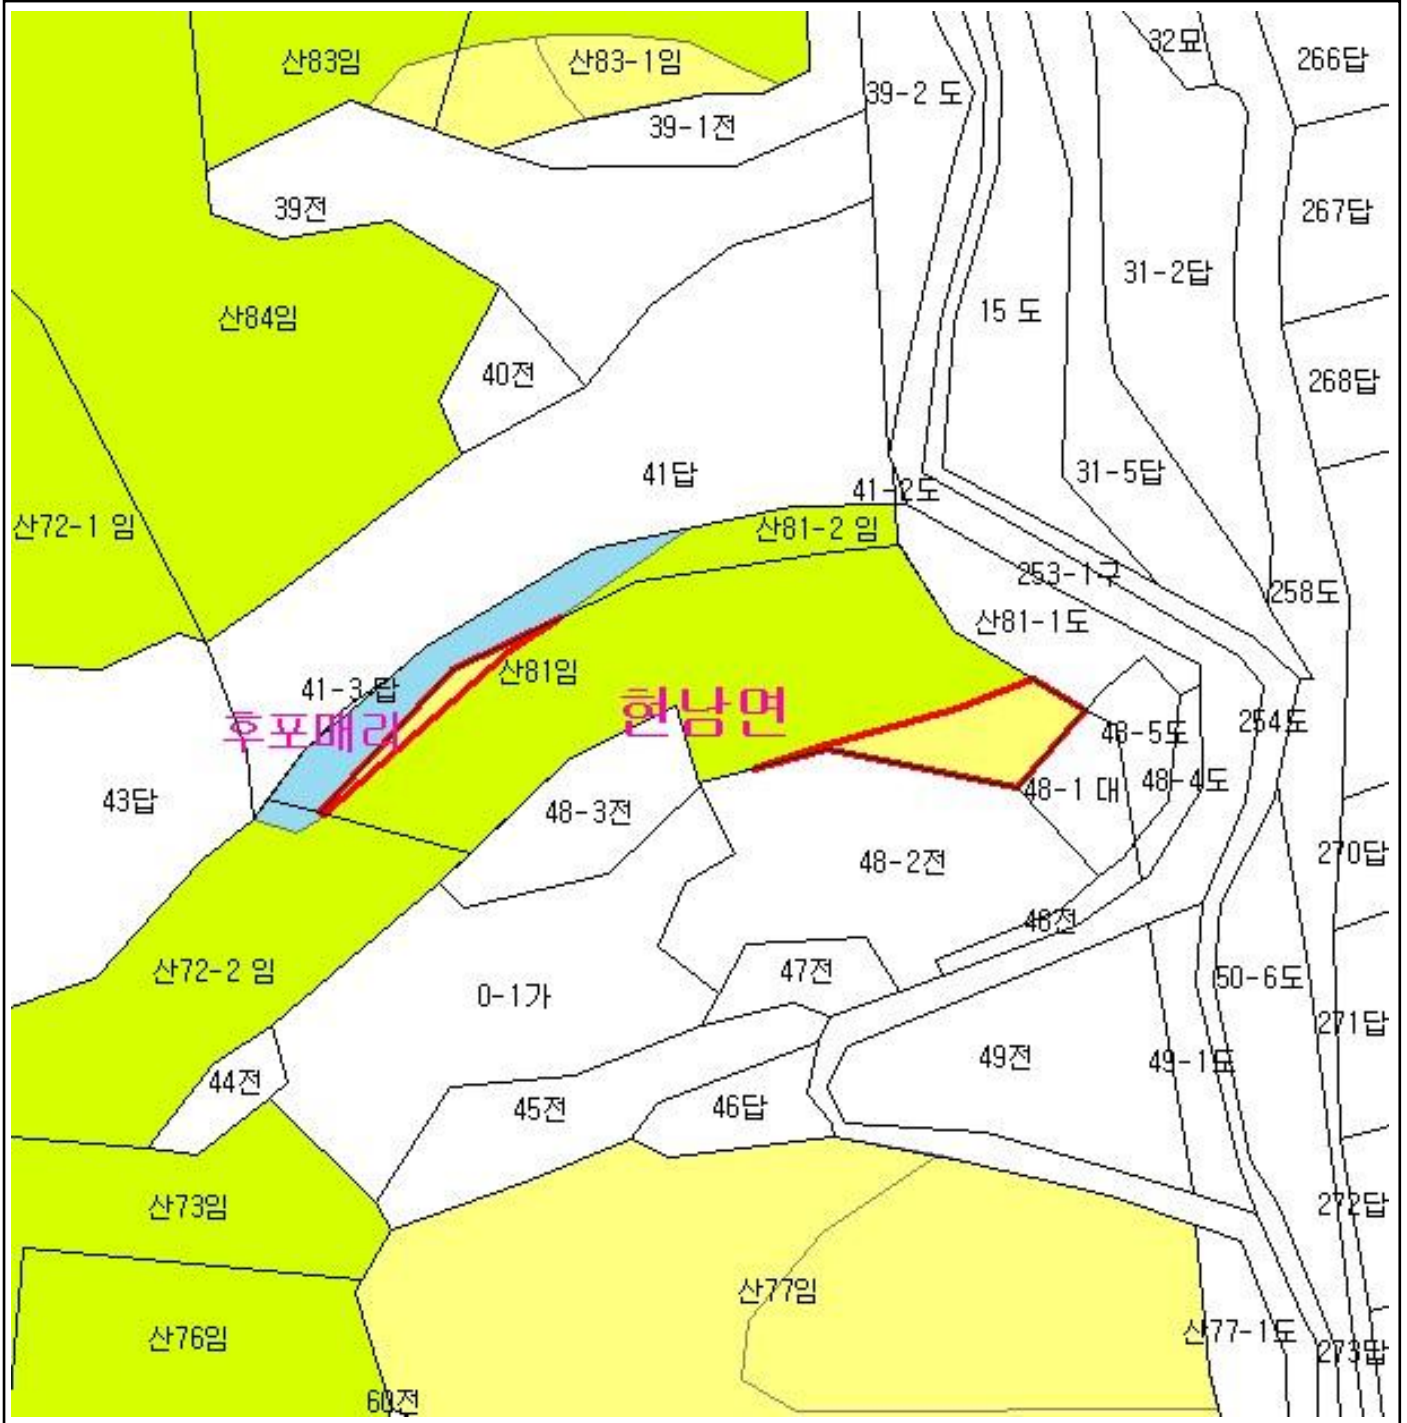 32묘
산83임
산83-1임
266답
39-2 도
39-1전
39전
267답
31-2답
산84임
15 도
40전
268답
41답
31-5답
41-2도
산72-1 임
산81-2 임
253-1구
258도
산81-1도
산81임
41-3 답
현남면
후포매리
48-5도
254도
43답
48-1 대
48-4도
48-3전
48-2전
270답
48전
산72-2 임
47전
50-6도
0-1가
271답
49전
49-1도
44전
45전
46답
산73임
272답
산77임
산76임
산77-1도
273답
60전